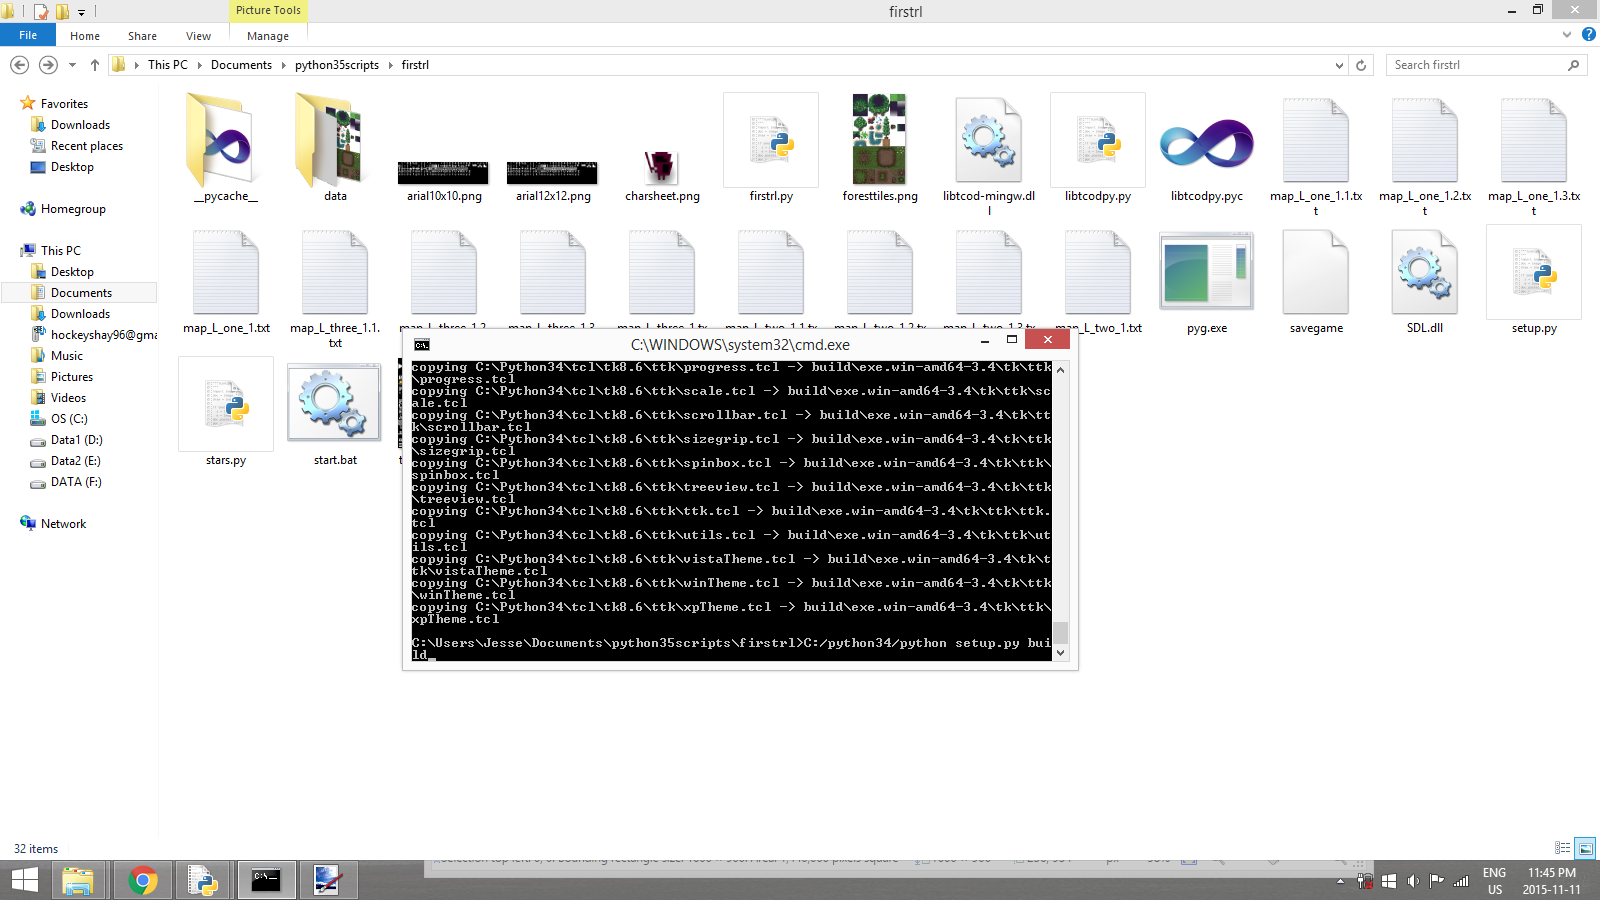 Picture Tools
firstrl
File
Home
Share
View
Manage
This PC
Documents
python35scripts
firstrl
Search firstrl
Favorites
Downloads
Recent places
Desktop
Homegroup
This PC
Desktop
Documents
Downloads
hockeyshay96@gma
Music
Pictures
Videos
OS (C:)
Data1 (D:)
Data2 (E:)
DATA (F:)
Network
__pycache__
data
arial10x10.png
arial12x12.png
charsheet.png
firstrl.py
foresttiles.png
libtcod-mingw.dl
l
libtcodpy.py
libtcodpy.pyc
map_L_one_1.1.tx
t
map_L_one_1.2.tx
t
map_L_one_1.3.tx
t
map_L_one_1.txt
map_L_three_1.1.
txt
map_L_three_1.2.
map_L_three_1.3.
map_L_three_1.tx
map_L_two_1.1.tx
map_L_two_1.2.tx
map_L_two_1.3.tx
map_L_two_1.txt
pyg.exe
savegame
SDL.dll
setup.py
stars.py
start.bat
C:\WINDOWS\system32\cmd.exe
copying C:\Python34\tcl\tk8.6\ttk\progress.tcl -> build\exe.win-amd64-3.4\tk\ttk
\progress.tcl
copying C:\Python34\tcl\tk8.6\ttk\scale.tcl -> build\exe.win-amd64-3.4\tk\ttk\sc
ale.tcl
copying C:\Python34\tcl\tk8.6\ttk\scrollbar.tcl -> build\exe.win-amd64-3.4\tk\tt
k\scrollbar.tcl
copying C:\Python34\tcl\tk8.6\ttk\sizegrip.tcl -> build\exe.win-amd64-3.4\tk\ttk
\sizegrip.tcl
copying C:\Python34\tcl\tk8.6\ttk\spinbox.tcl -> build\exe.win-amd64-3.4\tk\ttk\
spinbox.tcl
copying C:\Python34\tcl\tk8.6\ttk\treeview.tcl -> build\exe.win-amd64-3.4\tk\ttk
\treeview.tcl
copying C:\Python34\tcl\tk8.6\ttk\ttk.tcl -> build\exe.win-amd64-3.4\tk\ttk\ttk.
tcl
copying C:\Python34\tcl\tk8.6\ttk\utils.tcl -> build\exe.win-amd64-3.4\tk\ttk\ut
ils.tcl
copying C:\Python34\tcl\tk8.6\ttk\vistaTheme.tcl -> build\exe.win-amd64-3.4\tk\t
tk\vistaTheme.tcl
copying C:\Python34\tcl\tk8.6\ttk\winTheme.tcl -> build\exe.win-amd64-3.4\tk\ttk
\winTheme.tcl
copying C:\Python34\tcl\tk8.6\ttk\xpTheme.tcl -> build\exe.win-amd64-3.4\tk\ttk\
xpTheme.tcl
C:\Users\Jesse\Documents\python35scripts\firstrl>C:/python34/python setup.py bui
ld_
32 items
ENG
US
11:45 PM
2015-11-11